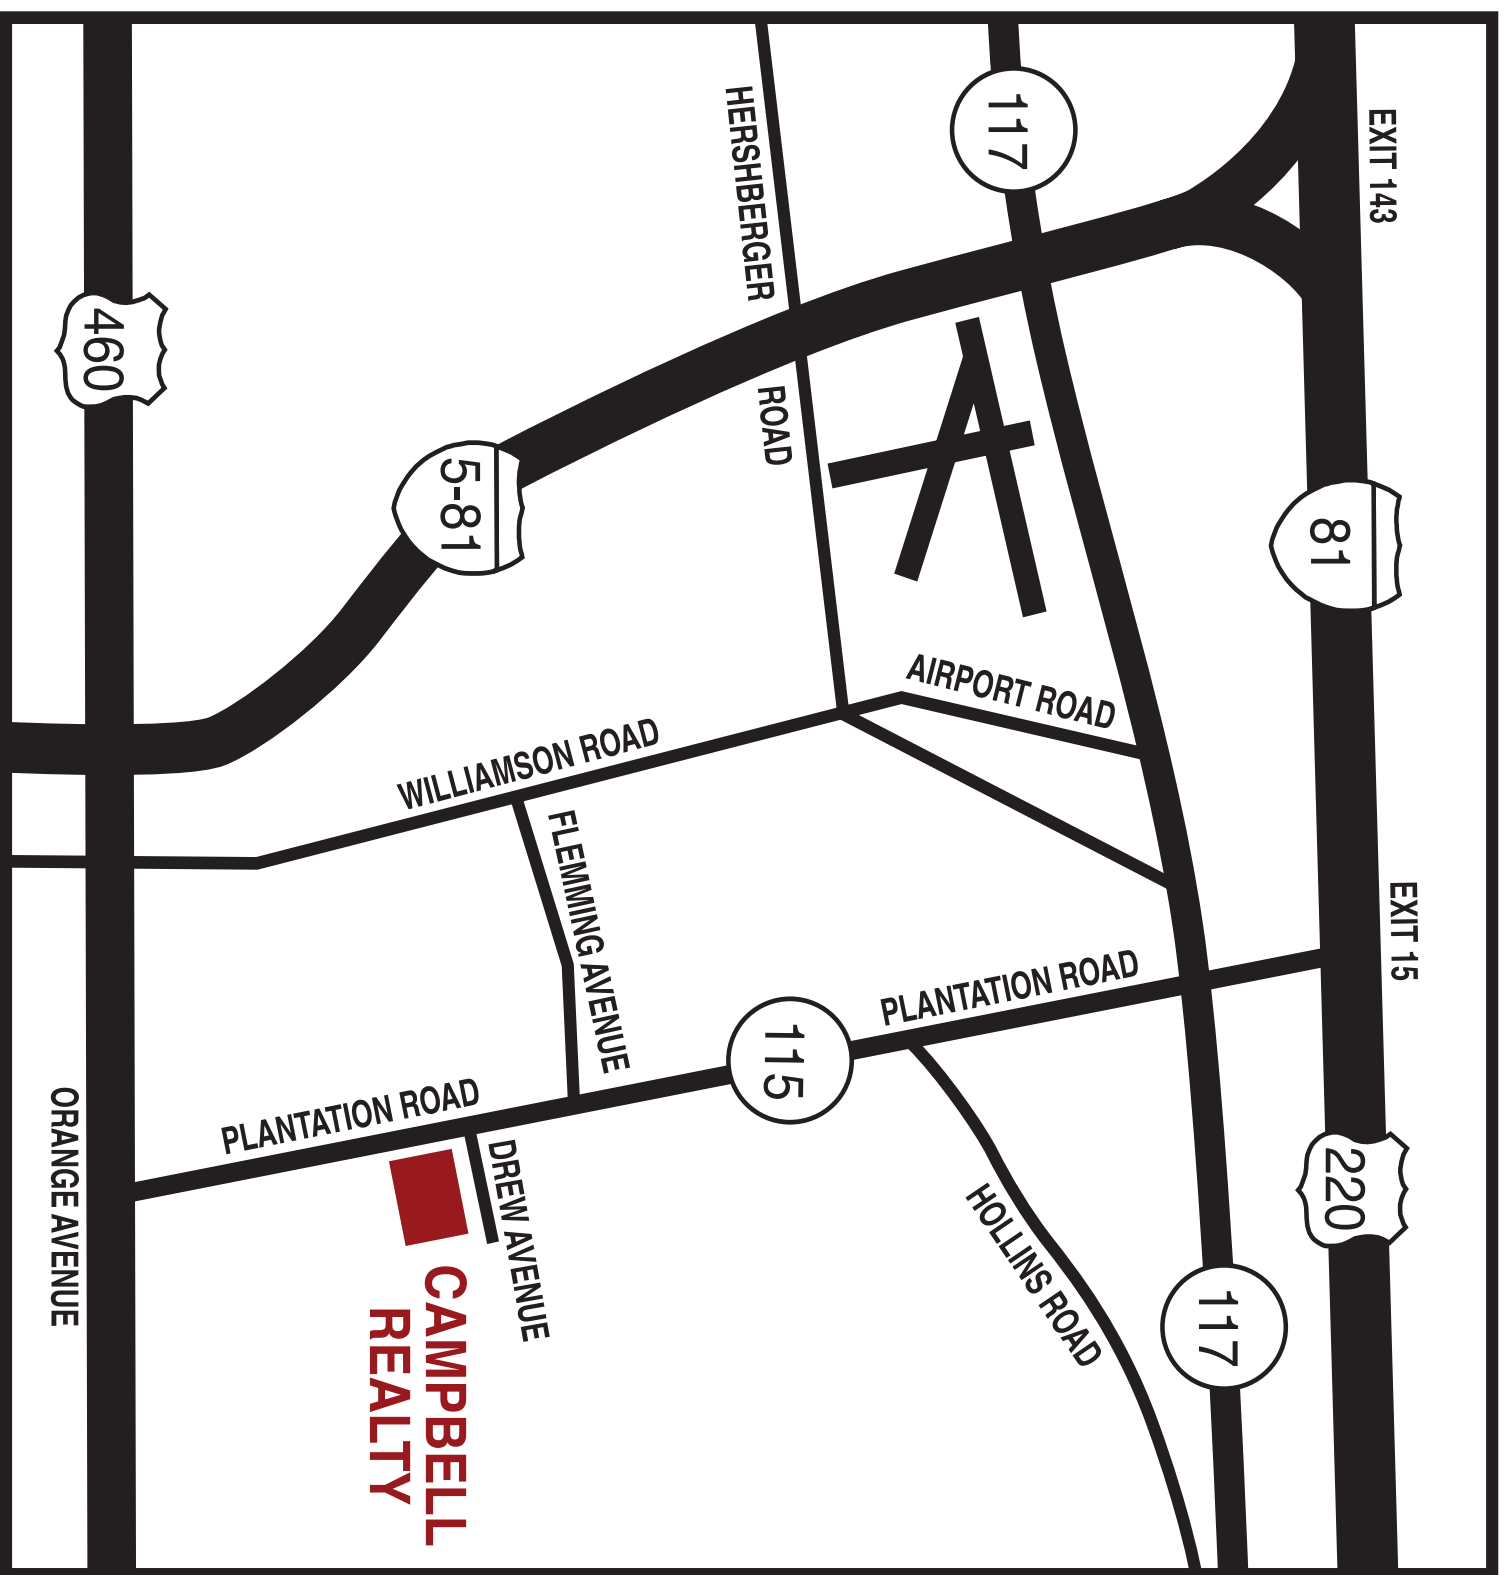 EXIT 143
81
EXIT 15
220
117
117
AIRPORT ROAD
PLANTATION ROAD
HOLLINS ROAD
HERSHBERGER ROAD
115
5-81
WILLIAMSON ROAD
FLEMMING AVENUE
DREW AVENUE
PLANTATION ROAD
CAMPBELL
REALTY
460
ORANGE AVENUE